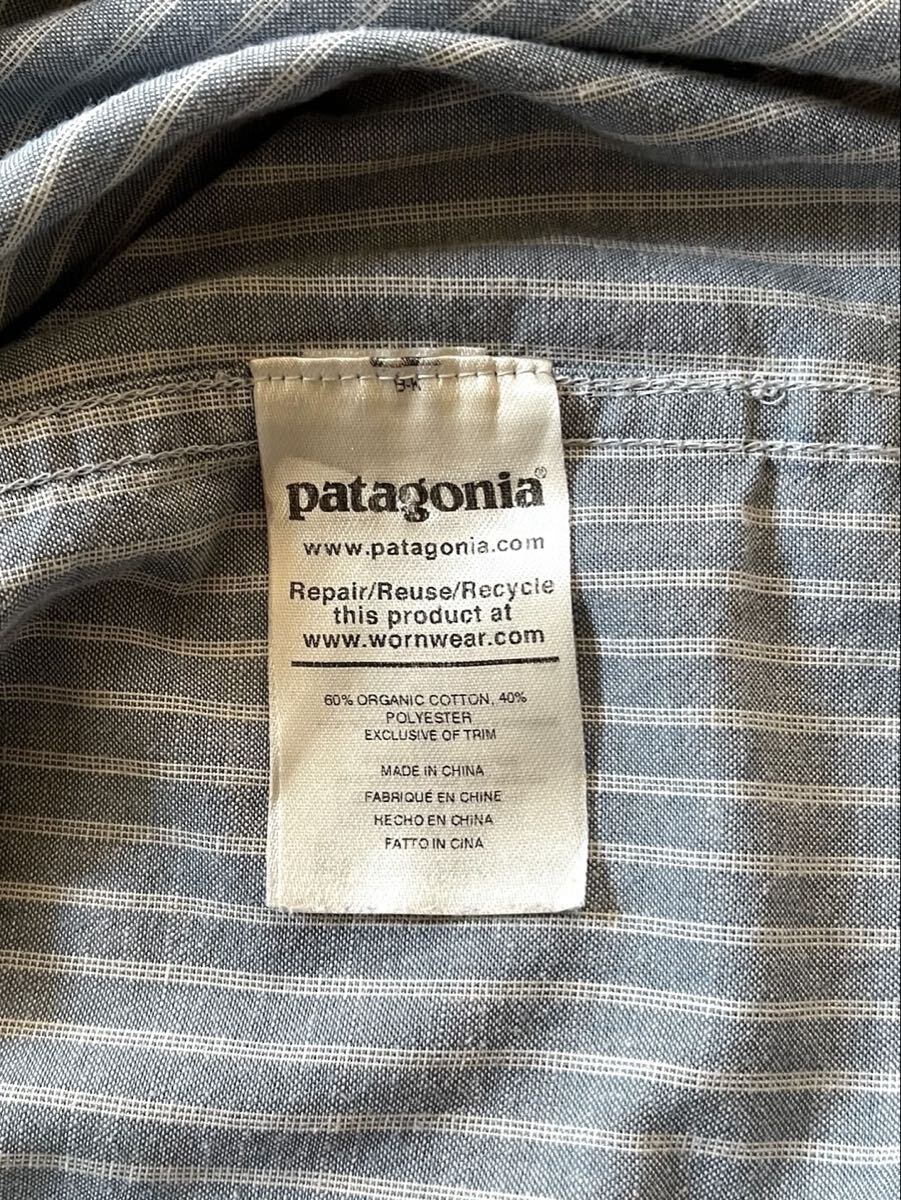 patagonia®
www.patagonia.com
Repair/Reuse/Recycle
this product at
www.wornwear.com
60% ORGANIC COTTON, 40%
POLYESTER
EXCLUSIVE OF TRIM
MADE IN CHINA
FABRIQUÉ EN CHINE
HECHO EN CHINA
FATTO IN CINA